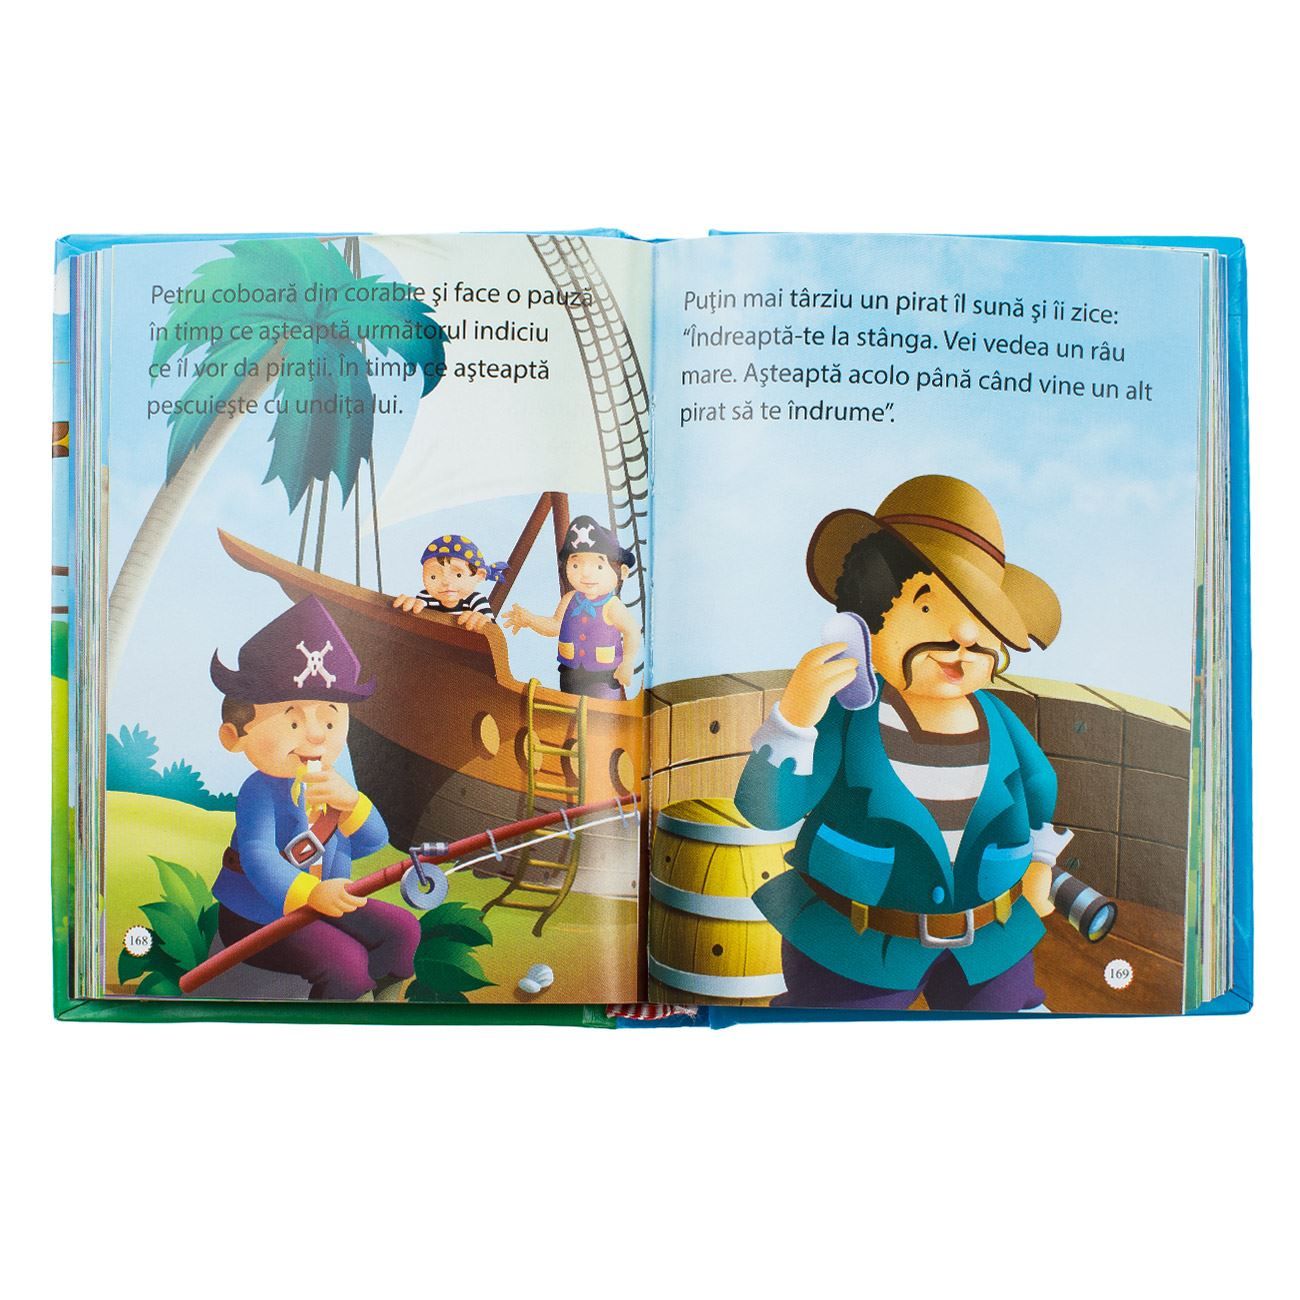 Petru coboară din corabie şi face o pauză
în timp ce aşteaptă următorul indiciu
ce îl vor da piraţii. În timp ce aşteaptă
pescuieşte cu undiţa lui.
168
Puţin mai târziu un pirat îl sună şi îi zice:
“Îndreaptă-te la stânga. Vei vedea un râu
mare. Aşteaptă acolo până când vine un alt
pirat să te îndrume”.
169